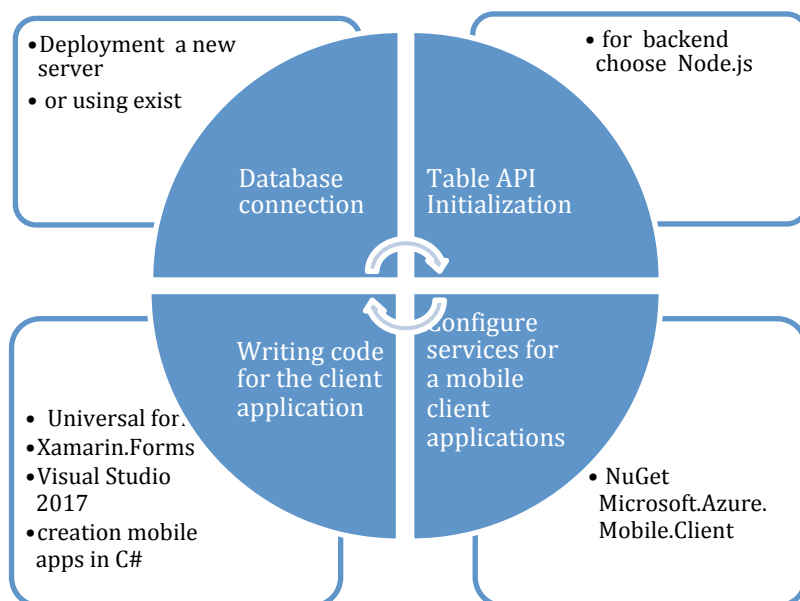 •Deployment a new
server
• or using exist
• for backend
choose Node.js
Database
connection
Table API
Initialization
Writing code
for the client
application
Configure
services for
a mobile
client
applications
• Universal for
•Xamarin.Forms
•Visual Studio
2017
•creation mobile
apps in C#
• NuGet
Microsoft.Azure.
Mobile.Client